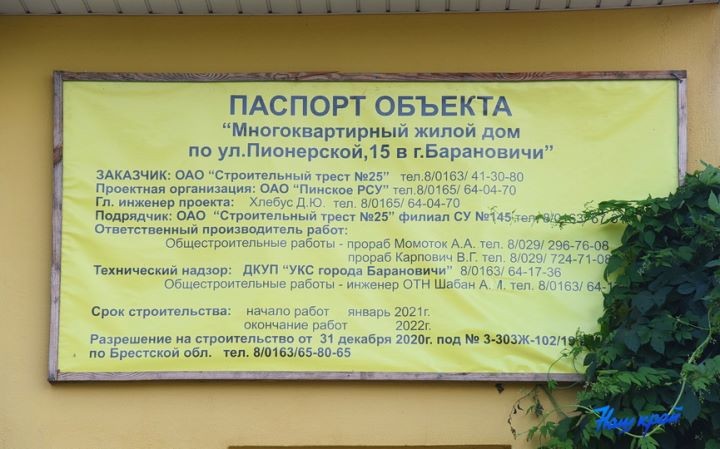 ПАСПОРТ ОБЪЕКТА
“Многоквартирный жилой дом
по ул.Пионерской,15 в г.Барановичи”
ЗАКАЗЧИК: ОАО “Строительный трест №25” тел.8/0163/ 41-30-80
Проектная организация: ОАО “Пинское РСУ” тел.8/0165/ 64-04-70
Гл. инженер проекта: Хлебус Д.Ю. тел. 8/0165/ 64-04-70
Подрядчик: ОАО “Строительный трест №25” филиал СУ №145 тел.
Ответственный производитель работ:
Общестроительные работы - прораб Момоток А.А. тел. 8/029/ 296-76-08
прораб Карпович В.Г. тел. 8/029/ 724-71-08
Технический надзор: ДКУП “УКС города Барановичи” 8/0163/ 64-17-36
Общестроительные работы - инженер ОТН Шабан А. М. тел. 8/0163/
Срок строительства: начало работ январь 2021г.
окончание работ 2022г.
Разрешение на строительство от 31 декабря 2020г. под № 3-303Ж-102/19
по Брестской обл. тел. 8/0163/65-80-65
Наш край